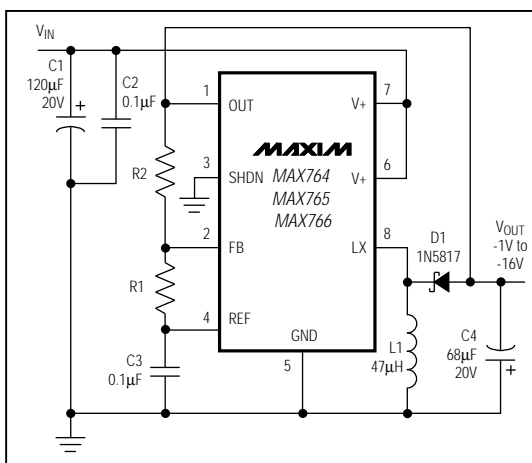 VIN
C1
120µF
20V
+
C2
0.1µF
1
OUT
R2
3
SHDN
2
FB
R1
4
REF
C3
0.1µF
MAXIM
MAX764
MAX765
MAX766
GND
5
7
V+
6
V+
8
LX
D1
1N5817
VOUT
-1V to
-16V
L1
47µH
C4
68µF
20V
+